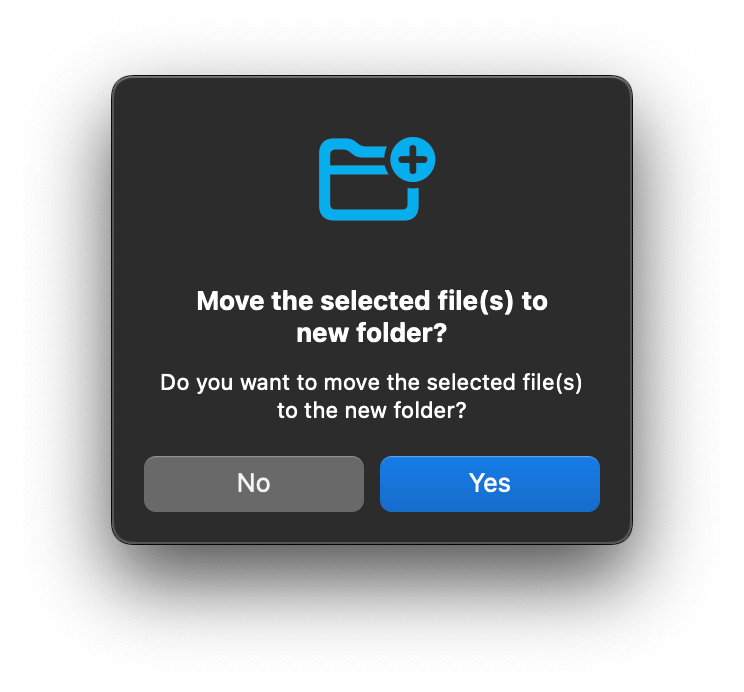 Move the selected file(s) to
new folder?
Do you want to move the selected file(s)
to the new folder?
No
Yes